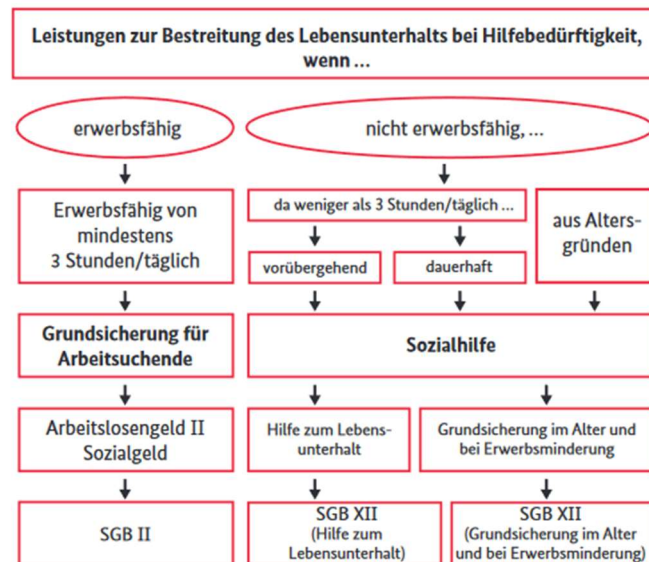 Leistungen zur Bestreitung des Lebensunterhalts bei Hilfebedürftigkeit,
wenn ...
erwerbsfähig
nicht erwerbsfähig, ...
Erwerbsfähig von
mindestens
3 Stunden/täglich
da weniger als 3 Stunden/täglich ...
aus Alters-
gründen
vorübergehend
dauerhaft
Grundsicherung für
Arbeitsuchende
Sozialhilfe
Arbeitslosengeld II
Sozialgeld
Hilfe zum Lebens-
unterhalt
Grundsicherung im Alter und
bei Erwerbsminderung
SGB II
SGB XII
(Hilfe zum
Lebensunterhalt)
SGB XII
(Grundsicherung im Alter
und bei Erwerbsminderung)